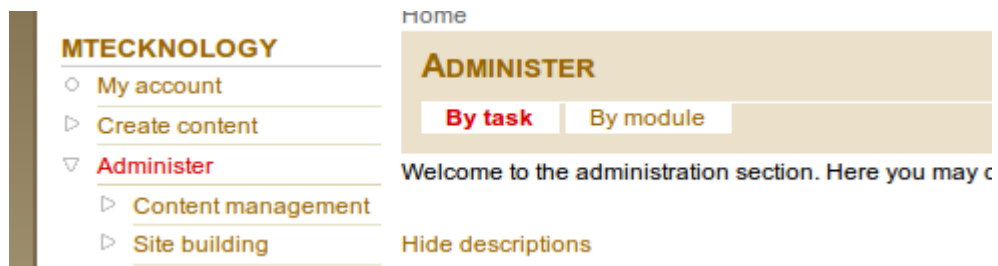 MTECKNOLOGY
My account
Create content
Administer
Content management
Site building
Home
ADMINISTER
By task By module
Welcome to the administration section. Here you may
Hide descriptions